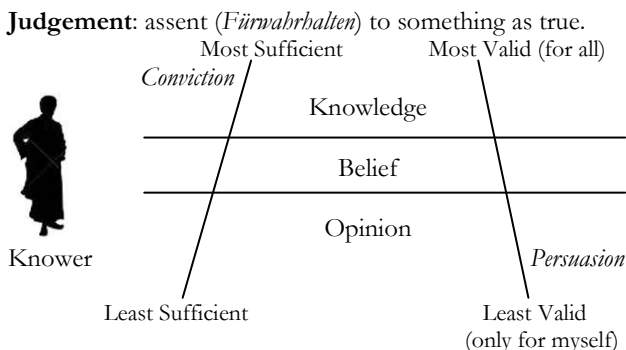 Judgement: assent (Fürwahrhalten) to something as true.
Most Sufficient
Most Valid (for all)
Conviction
Knowledge
Belief
Opinion
Knower
Persuasion
Least Sufficient
Least Valid
(only for myself)